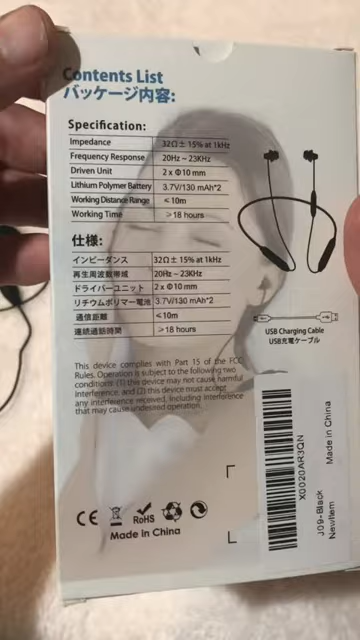 Contents List
パッケージ内容:
Specification:
Impedance 32Ω± 15% at 1kHz
Frequency Response 20Hz ~ 23KHz
Driven Unit 2 x Φ10 mm
Lithium Polymer Battery 3.7V/130 mAh*2
Working Distance Range ≤10m
Working Time ≥18 hours
仕様:
インピーダンス 32Ω± 15% at 1kHz
再生周波数帯域 20Hz ~ 23KHz
ドライバーユニット 2 x Φ10 mm
リチウムポリマー電池 3.7V/130 mAh*2
通信距離 ≤10m
連続通話時間 ≥18 hours
USB Charging Cable
USB充電ケーブル
This device complies with Part 15 of the FCC
Rules. Operation is subject to the following two
conditions: (1) this device may not cause harmful
interference, and (2) this device must accept
any interference received, including interference
that may cause undesired operation.
CE RoHS
Made in China
X0020AR3QN
J09-Black
NewItem
Made in China